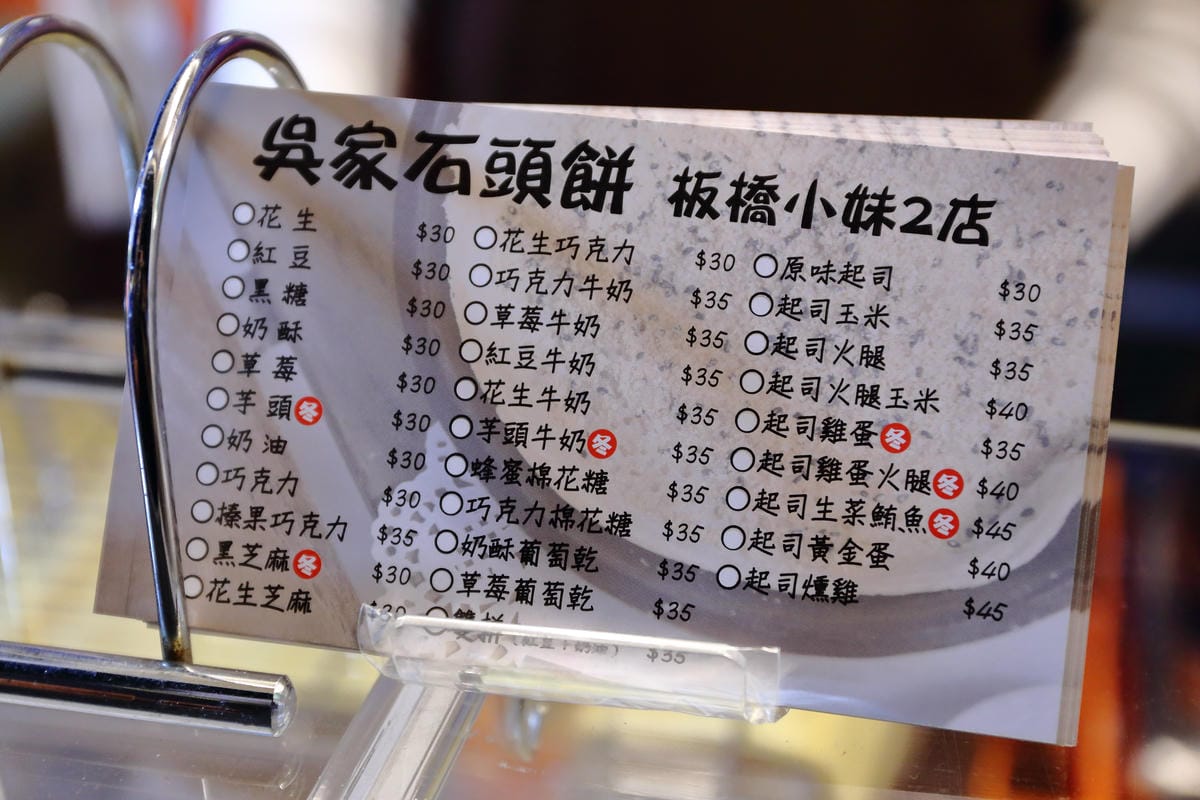 吳家石頭餅 板橋小妹2店
花生 $30
紅豆 $30
黑糖 $30
奶酥 $30
草莓 $30
芋頭 冬 $30
奶油 $30
巧克力 $30
榛果巧克力 $35
黑芝麻 冬 $30
花生芝麻 $30
花生巧克力 $30
巧克力牛奶 $35
草莓牛奶 $35
紅豆牛奶 $35
花生牛奶 $35
芋頭牛奶 冬 $35
蜂蜜棉花糖 $35
巧克力棉花糖 $35
奶酥葡萄乾 $35
草莓葡萄乾 $35
雙拼 $35
原味起司 $30
起司玉米 $35
起司火腿 $35
起司火腿玉米 $40
起司雞蛋 冬 $35
起司雞蛋火腿 冬 $40
起司生菜鮪魚 冬 $45
起司黃金蛋 $40
起司燻雞 $45